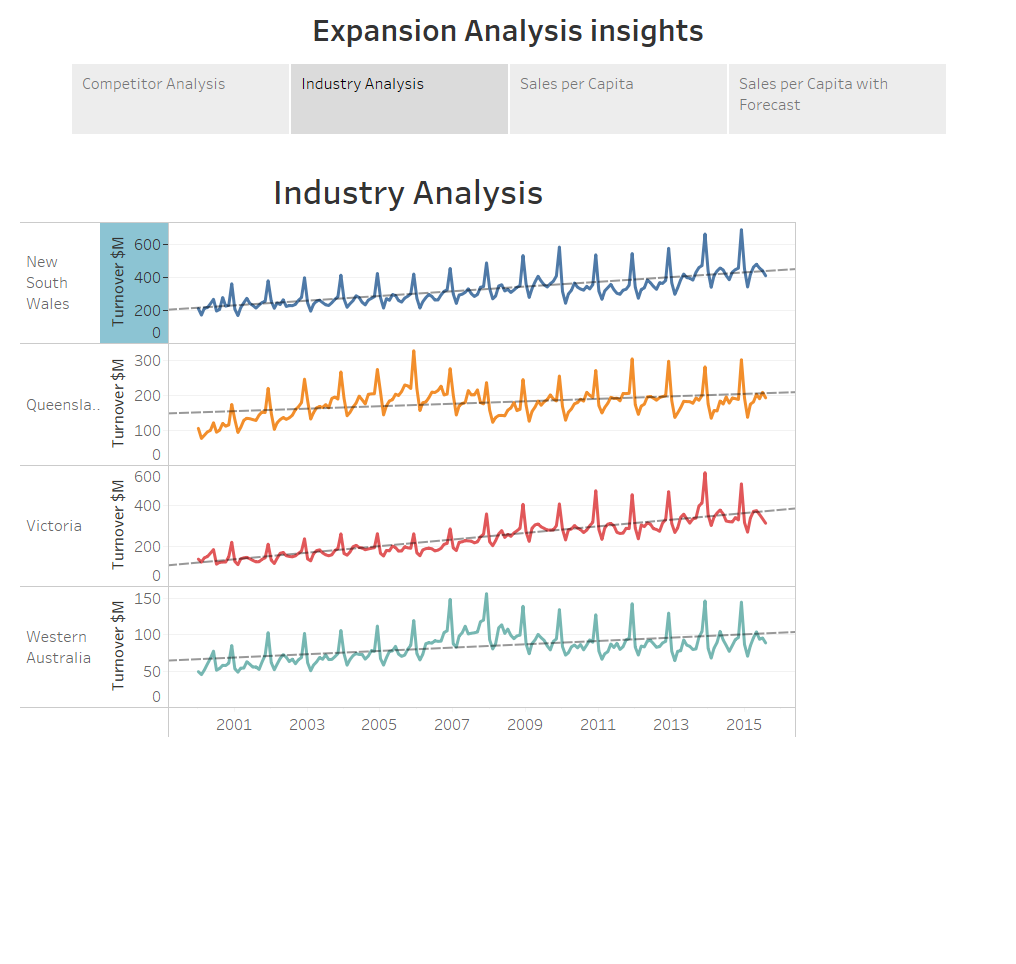 Expansion Analysis insights
Competitor Analysis
Industry Analysis
Sales per Capita
Sales per Capita with
Forecast
Industry Analysis
New
South
Wales
Turnover $M
600
400
200
0
Queensla..
Turnover $M
300
200
100
0
Victoria
Turnover $M
600
400
200
0
Western
Australia
Turnover $M
150
100
50
0
2001 2003 2005 2007 2009 2011 2013 2015